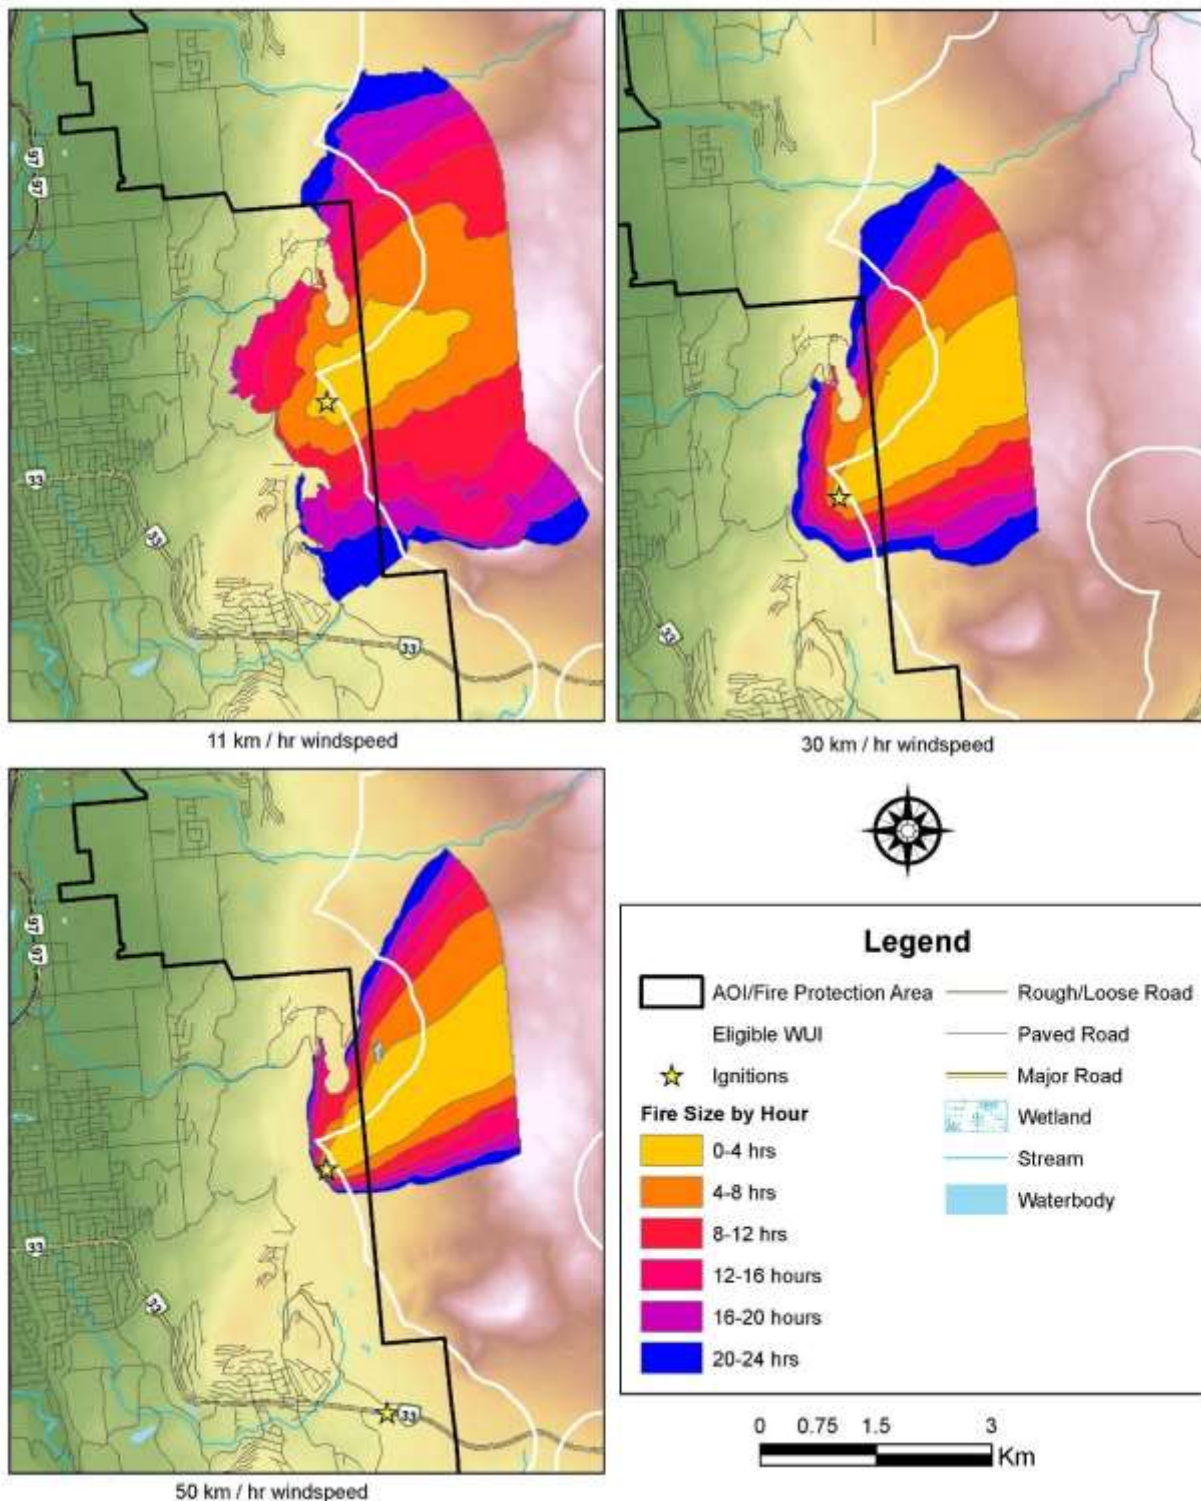 97
97
33
33
33
11 km / hr windspeed
33
30 km / hr windspeed
97
97
33
33
33
50 km / hr windspeed
Legend
AOI/Fire Protection Area
Eligible WUI
Ignitions
Fire Size by Hour
0-4 hrs
4-8 hrs
8-12 hrs
12-16 hours
16-20 hours
20-24 hrs
Rough/Loose Road
Paved Road
Major Road
Wetland
Stream
Waterbody
0 0.75 1.5 3
Km